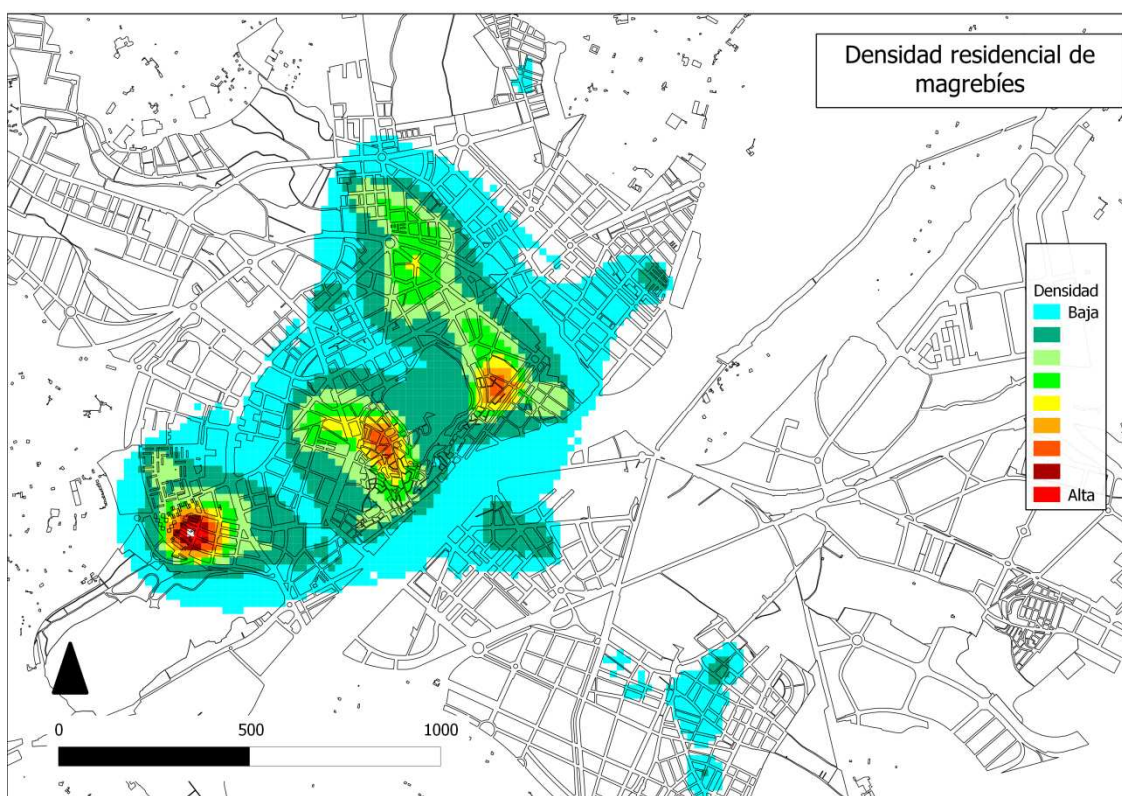 Densidad residencial de
magrebíes
Densidad
Baja
Alta
0 500 1000